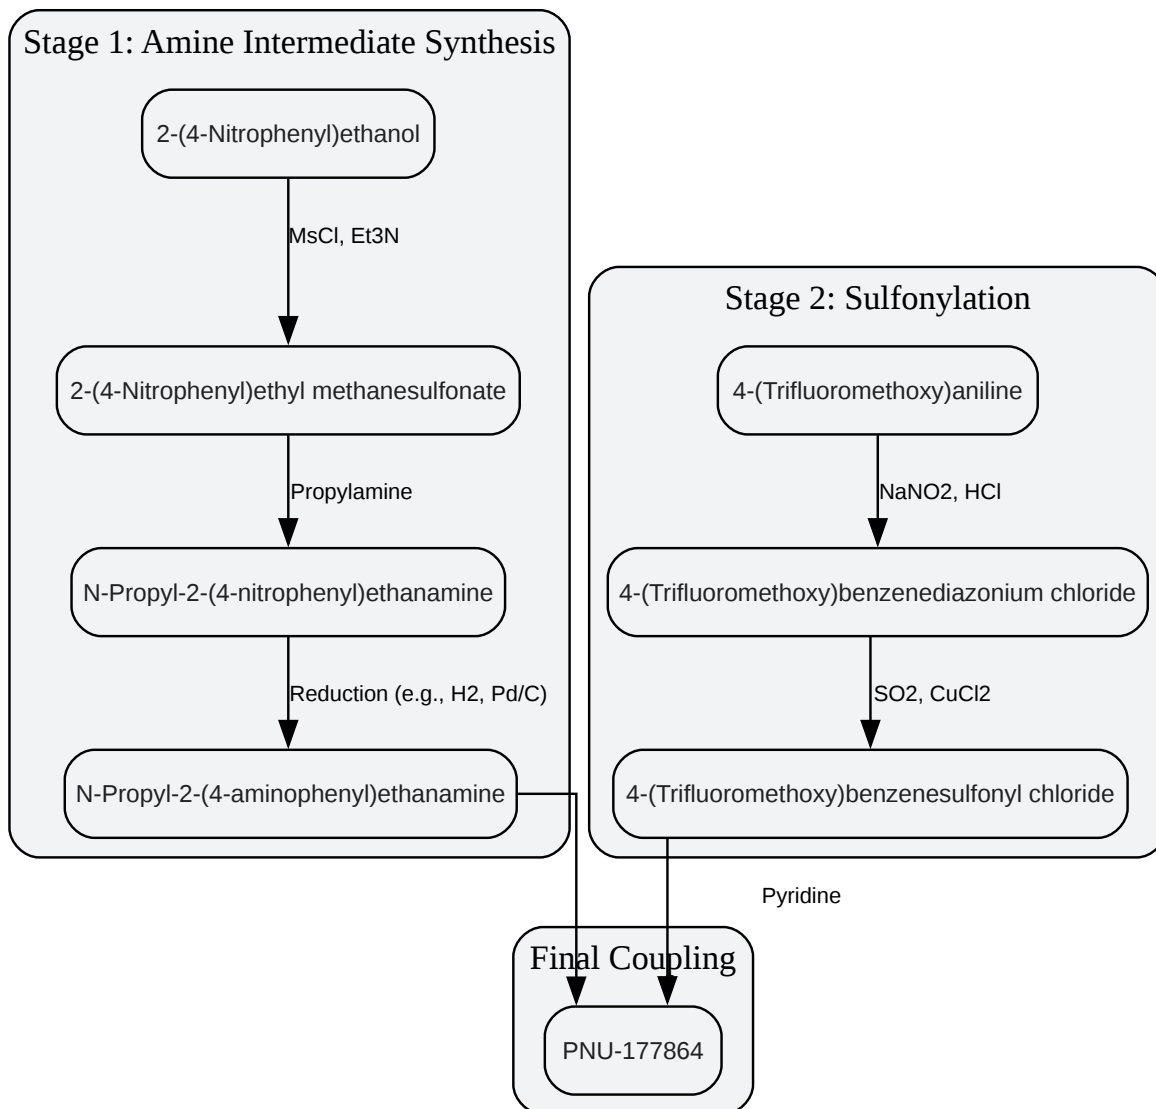 Stage 1: Amine Intermediate Synthesis
2-(4-Nitrophenyl)ethanol
MsCl, Et3N
2-(4-Nitrophenyl)ethyl methanesulfonate
Propylamine
N-Propyl-2-(4-nitrophenyl)ethanamine
Reduction (e.g., H2, Pd/C)
N-Propyl-2-(4-aminophenyl)ethanamine
Stage 2: Sulfonylation
4-(Trifluoromethoxy)aniline
NaNO2, HCl
4-(Trifluoromethoxy)benzenediazonium chloride
SO2, CuCl2
4-(Trifluoromethoxy)benzenesulfonyl chloride
Pyridine
Final Coupling
PNU-177864